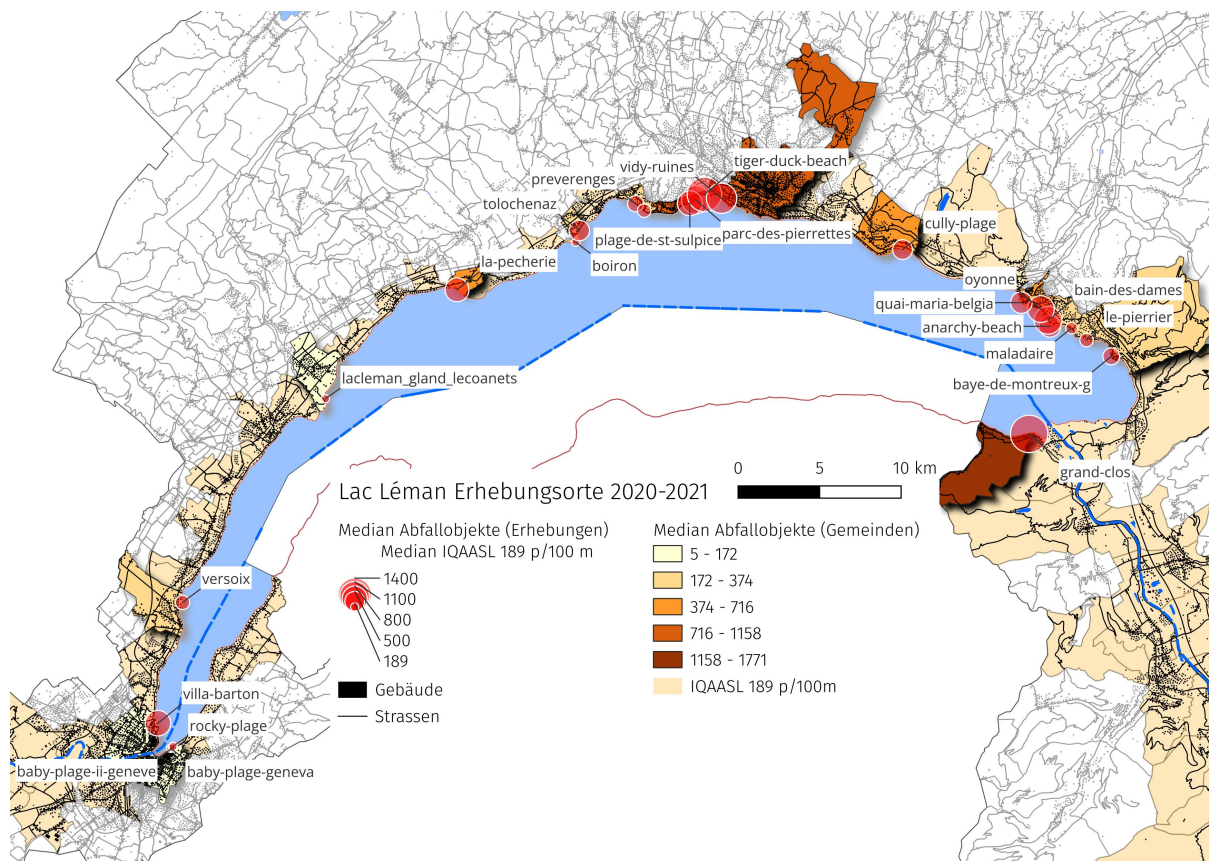 vidy-ruines
tiger-duck-beach
preverenges
tolochenaz
cully-plage
plage-de-st-sulpice
parc-des-pierrettes
la-pecherie
boiron
oyonne
bain-des-dames
quai-maria-belgia
le-pierrier
anarchy-beach
maladaire
lacleman_gland_lecoanets
baye-de-montreux-g
0 5 10 km
grand-clos
Lac Léman Erhebungsorte 2020-2021
Median Abfallobjekte (Erhebungen)
Median IQAASL 189 p/100 m
1400
1100
800
500
189
Gebäude
Strassen
Median Abfallobjekte (Gemeinden)
5 - 172
172 - 374
374 - 716
716 - 1158
1158 - 1771
IQAASL 189 p/100m
versoix
villa-barton
rocky-plage
baby-plage-ii-geneve
baby-plage-geneva